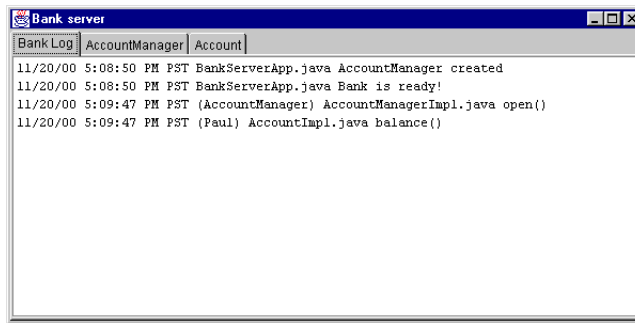 Bank server
Bank Log AccountManager Account
11/20/00 5:08:50 PM PST BankServerApp.java AccountManager created
11/20/00 5:08:50 PM PST BankServerApp.java Bank is ready!
11/20/00 5:09:47 PM PST (AccountManager) AccountManagerImpl.java open()
11/20/00 5:09:47 PM PST (Paul) AccountImpl.java balance()